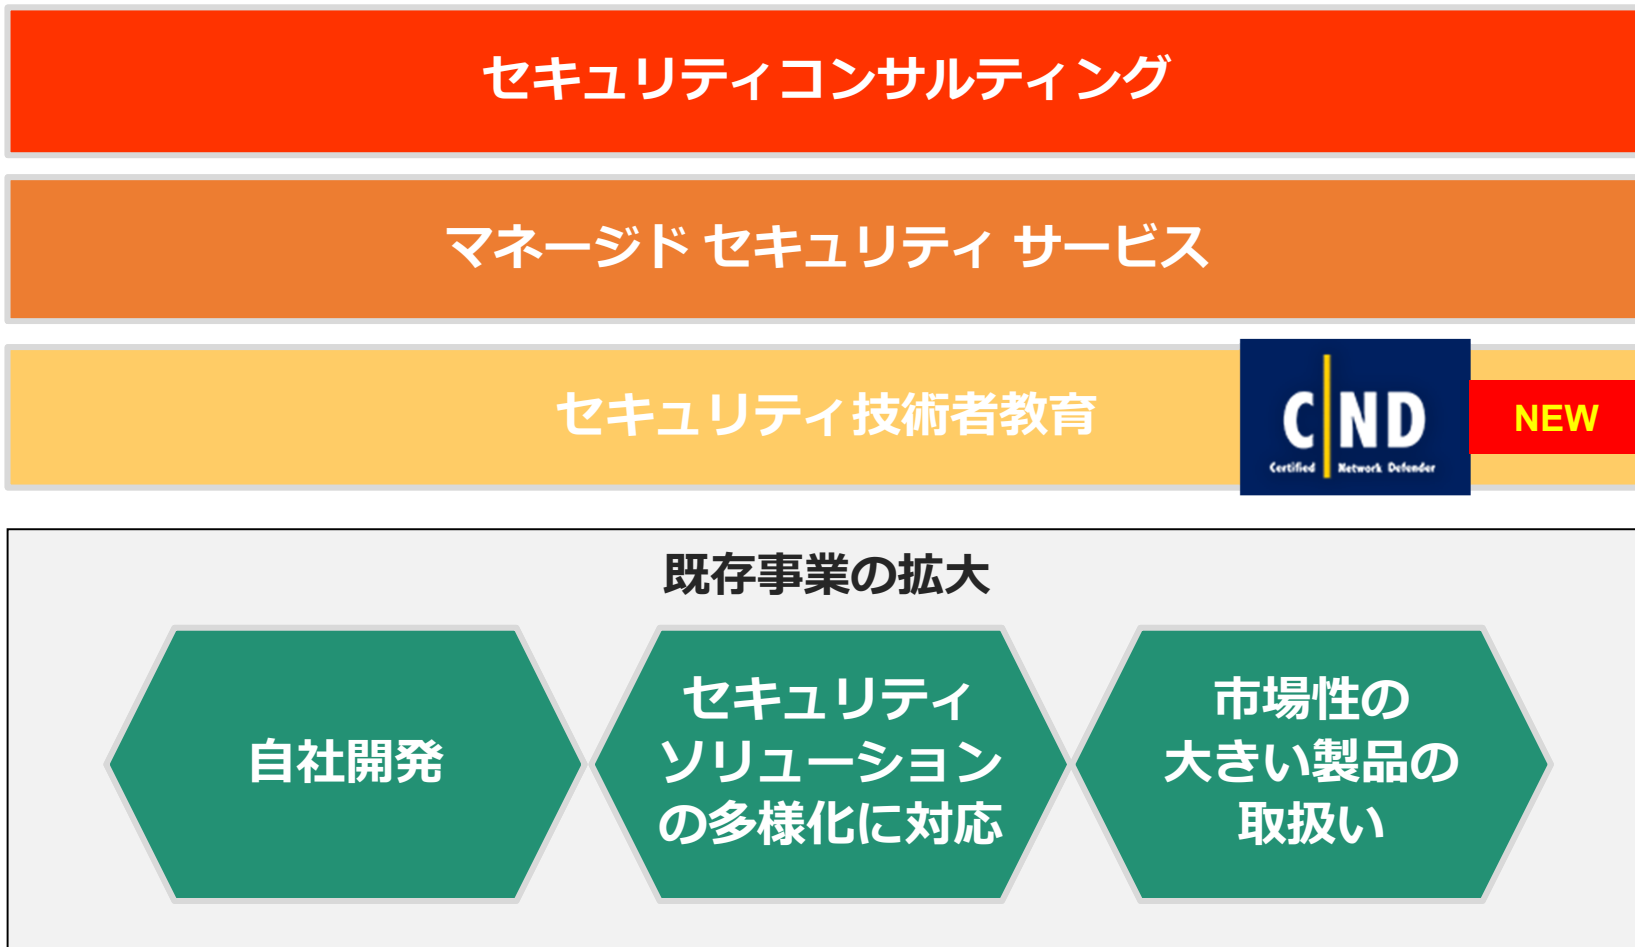 セキュリティコンサルティング
マネージド セキュリティ サービス
セキュリティ技術者教育
C ND
Certified Network Defender
NEW
既存事業の拡大
自社開発
セキュリティ
ソリューション
の多様化に対応
市場性の
大きい製品の
取扱い